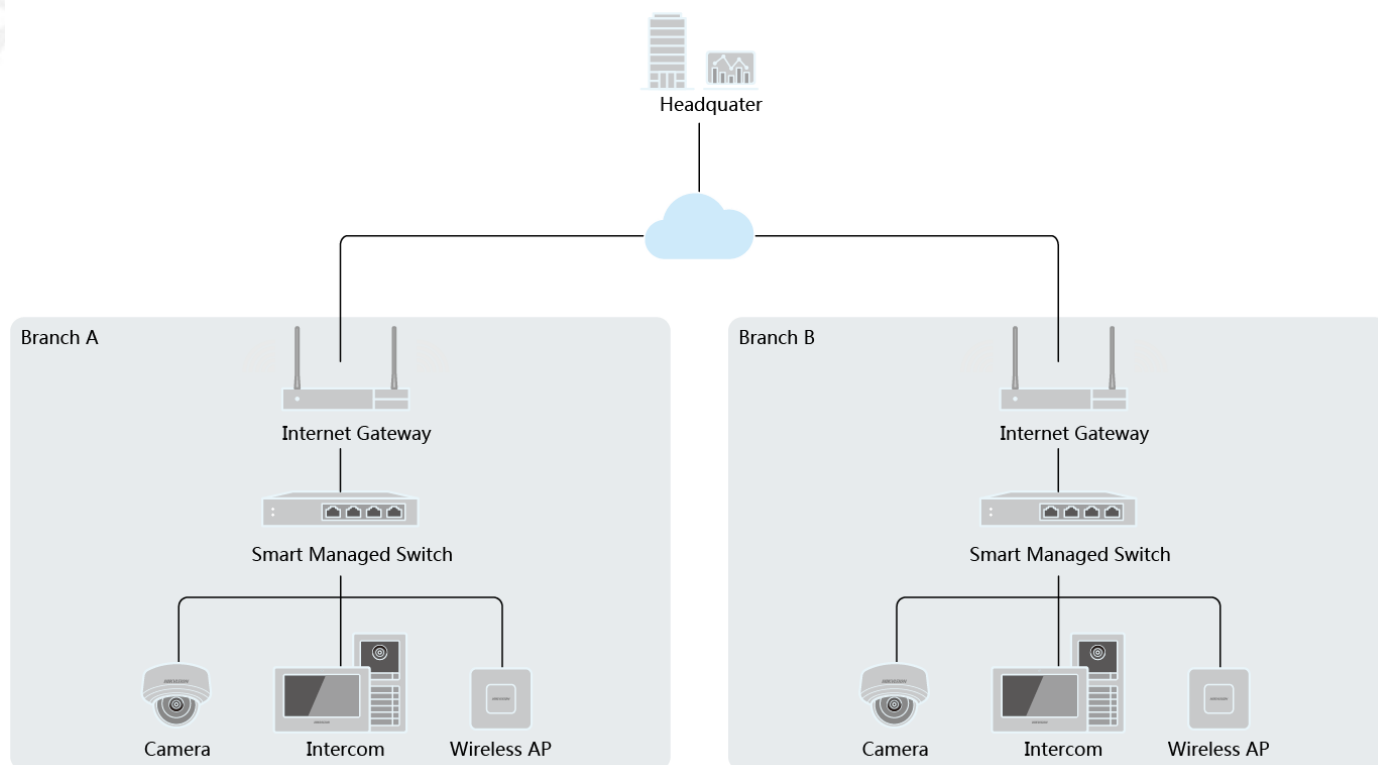 Headquater
Branch A
Branch B
Internet Gateway
Internet Gateway
Smart Managed Switch
Smart Managed Switch
Camera
Intercom
Wireless AP
Camera
Intercom
Wireless AP